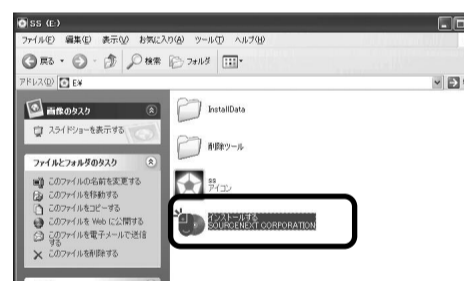 SS (E:)
ファイル(F) 編集(E) 表示(V) お気に入り(A) ツール(T) ヘルプ(H)
戻る 検索 フォルダ
アドレス(D) E:¥
画像のタスク
スライドショーを表示する
ファイルとフォルダのタスク
このファイルの名前を変更する
このファイルを移動する
このファイルをコピーする
このファイルを Web に公開する
このファイルを電子メールで送信
する
このファイルを削除する
InstallData
削除ツール
ss
アイコン
インストールする
SOURCENEXT CORPORATION